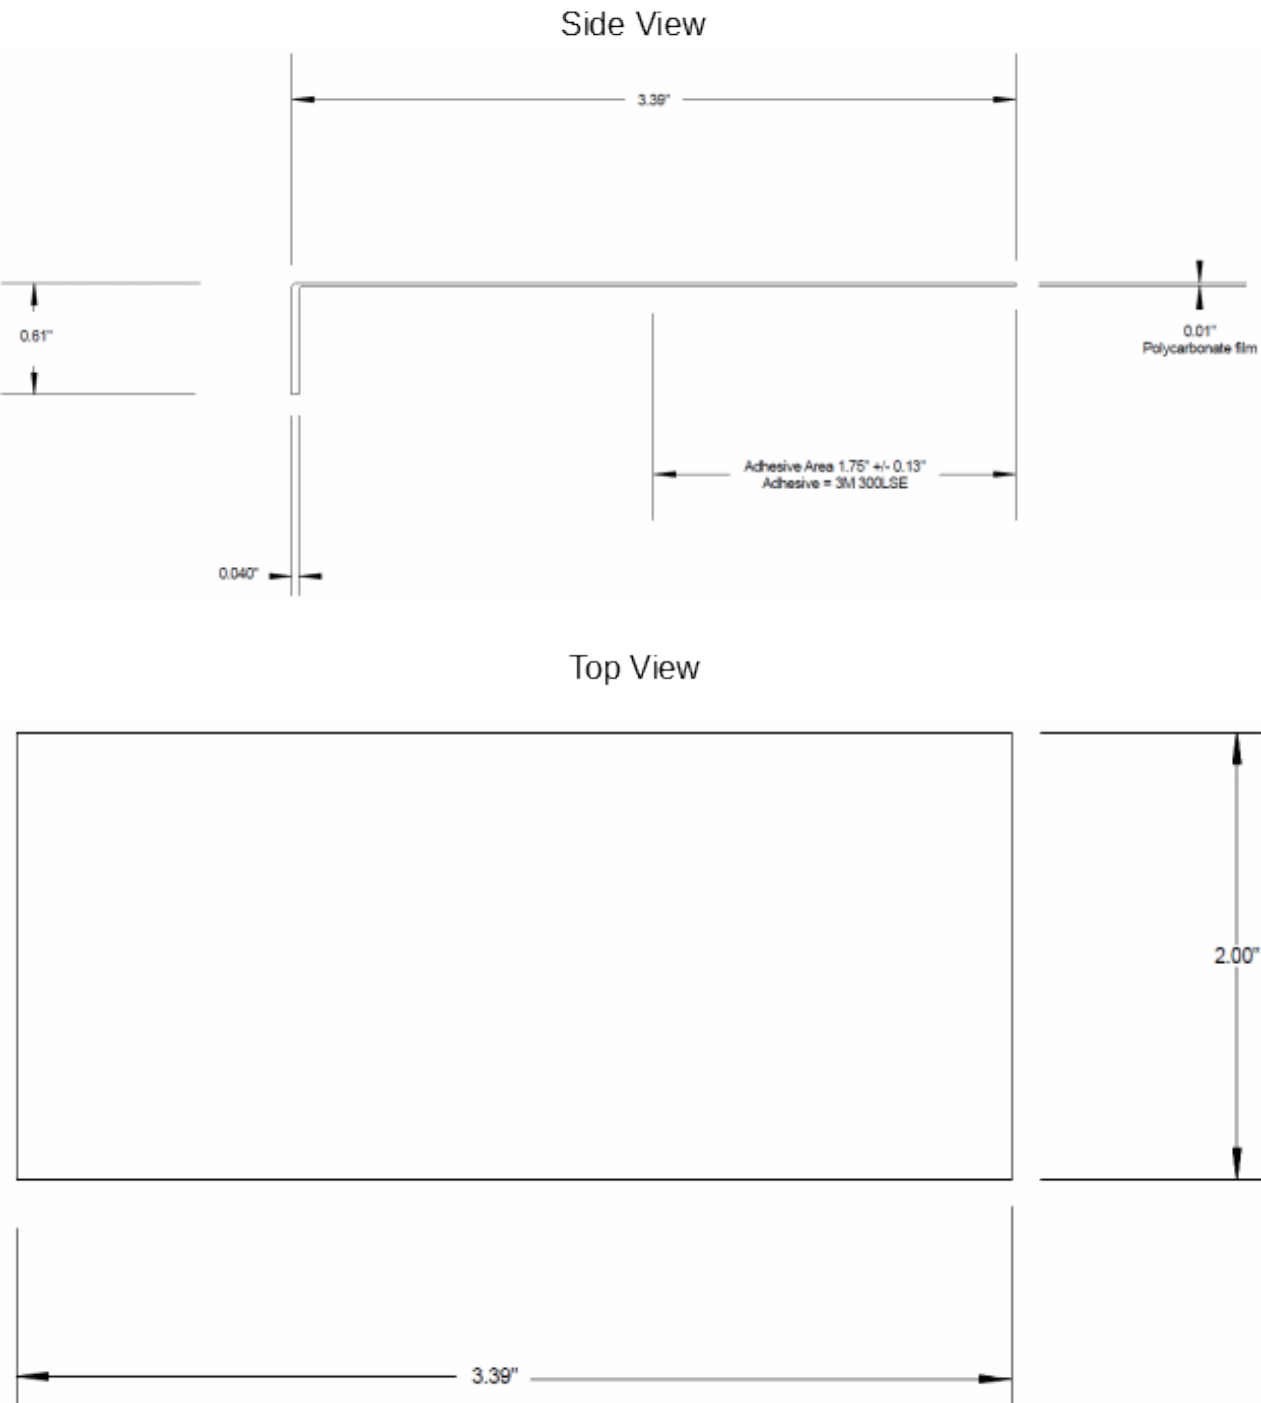 Side View
3.39"
0.61"
0.01"
Polycarbonate film
Adhesive Area 1.75" +/- 0.13"
Adhesive = 3M 300LSE
0.040"
Top View
2.00"
3.39"